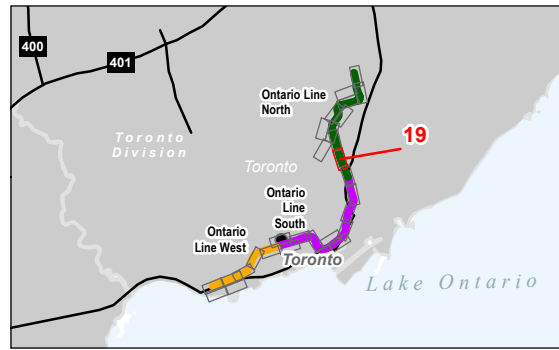 400
401
Ontario Line
North
Toronto
Division
19
Toronto
Ontario
Line
South
Ontario
Line West
Toronto
Lake Ontario